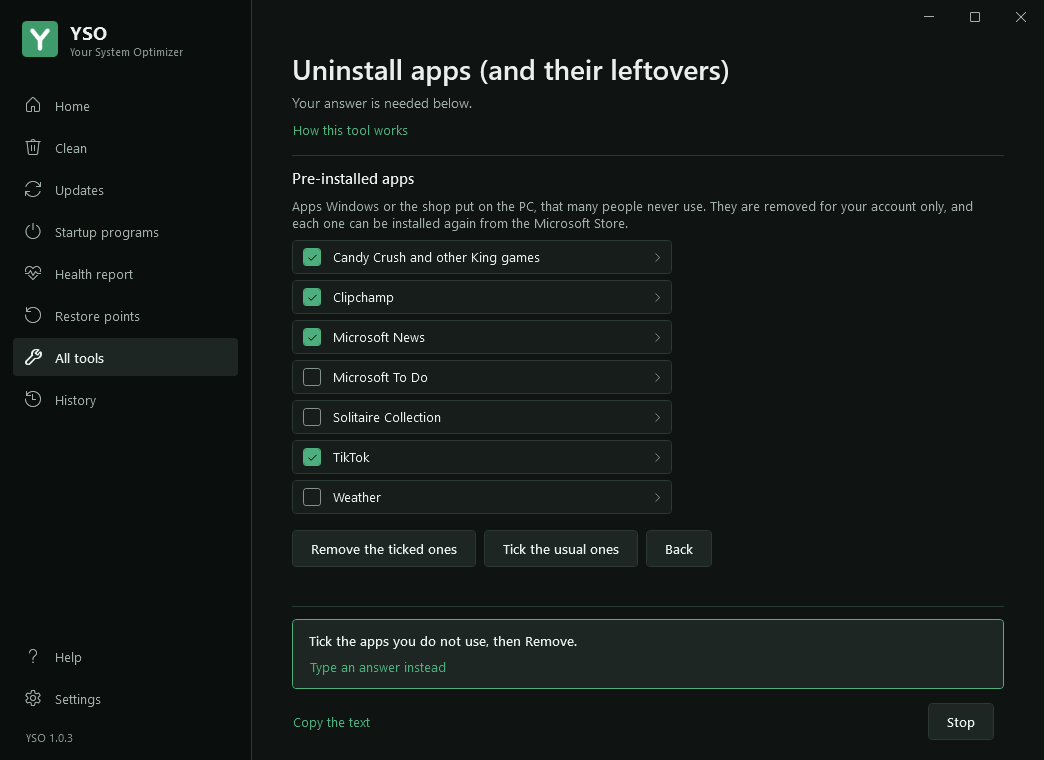 Y
YSO
Your System Optimizer
Home
Clean
Updates
Startup programs
Health report
Restore points
All tools
History
Help
Settings
YSO 1.0.3
Uninstall apps (and their leftovers)
Your answer is needed below.
How this tool works
Pre-installed apps
Apps Windows or the shop put on the PC, that many people never use. They are removed for your account only, and
each one can be installed again from the Microsoft Store.
Candy Crush and other King games
Clipchamp
Microsoft News
Microsoft To Do
Solitaire Collection
TikTok
Weather
Remove the ticked ones
Tick the usual ones
Back
Tick the apps you do not use, then Remove.
Type an answer instead
Copy the text
Stop